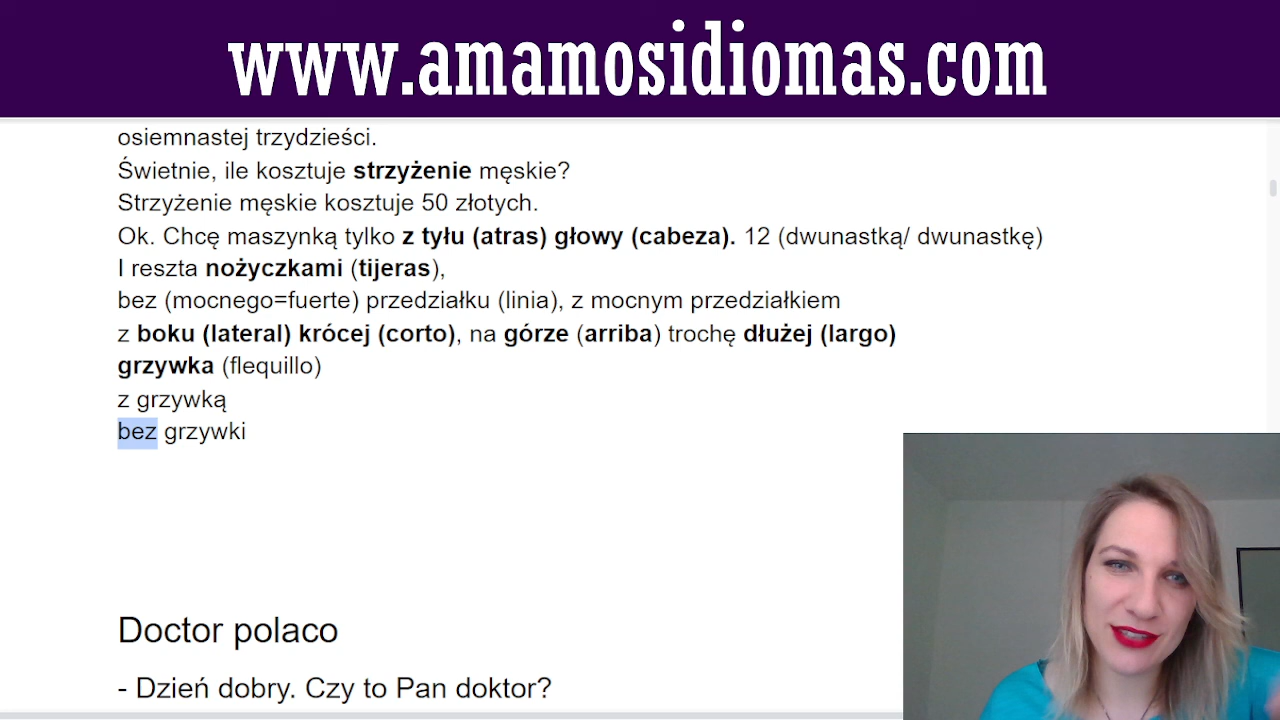 www.amamosidiomas.com
osiemnastej trzydzieści.
Świetnie, ile kosztuje strzyżenie męskie?
Strzyżenie męskie kosztuje 50 złotych.
Ok. Chcę maszynką tylko z tyłu (atras) głowy (cabeza). 12 (dwunastką/ dwunastkę)
I reszta nożyczkami (tijeras),
bez (mocnego=fuerte) przedziałku (linia), z mocnym przedziałkiem
z boku (lateral) krócej (corto), na górze (arriba) trochę dłużej (largo)
grzywka (flequillo)
z grzywką
bez grzywki
Doctor polaco
- Dzień dobry. Czy to Pan doktor?